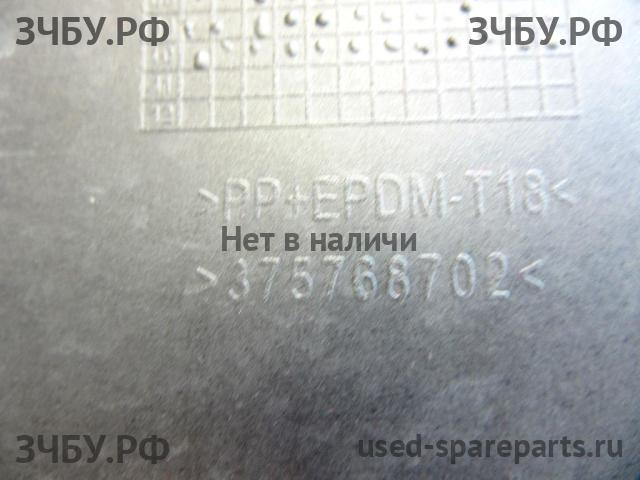 ЗЧБУ.РФ ЗЧБУ.РФ
>PP+EPDM-T18<
Нет в наличи
>375768702<
ЗЧБУ.РФ used-spareparts.ru